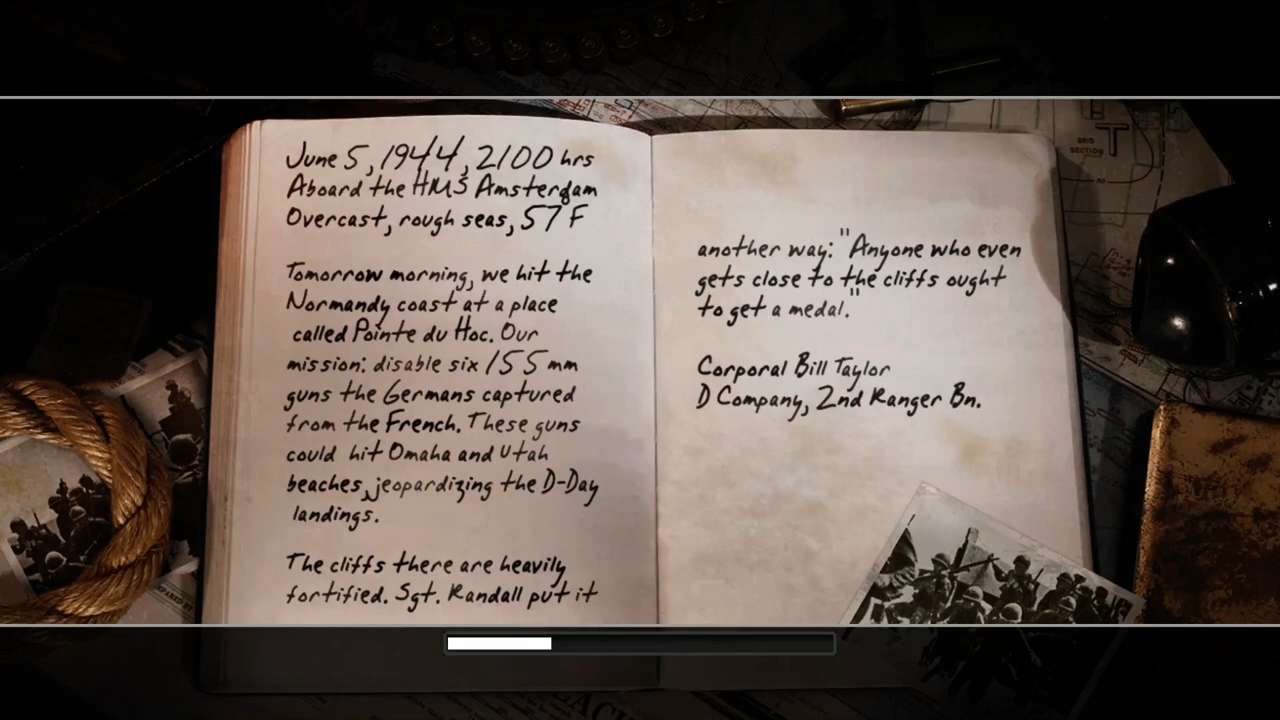 June 5, 1944, 2100 hrs
Aboard the HMS Amsterdam
Overcast, rough seas, 57 F
Tomorrow morning, we hit the
Normandy coast at a place
called Pointe du Hoc. Our
mission: disable six 155 mm
guns the Germans captured
from the French. These guns
could hit Omaha and Utah
beaches, jeopardizing the D-Day
landings.
The cliffs there are heavily
fortified. Sgt. Randall put it
another way: "Anyone who even
gets close to the cliffs ought
to get a medal."
Corporal Bill Taylor
D Company, 2nd Ranger Bn.
GRID
SECTION
T